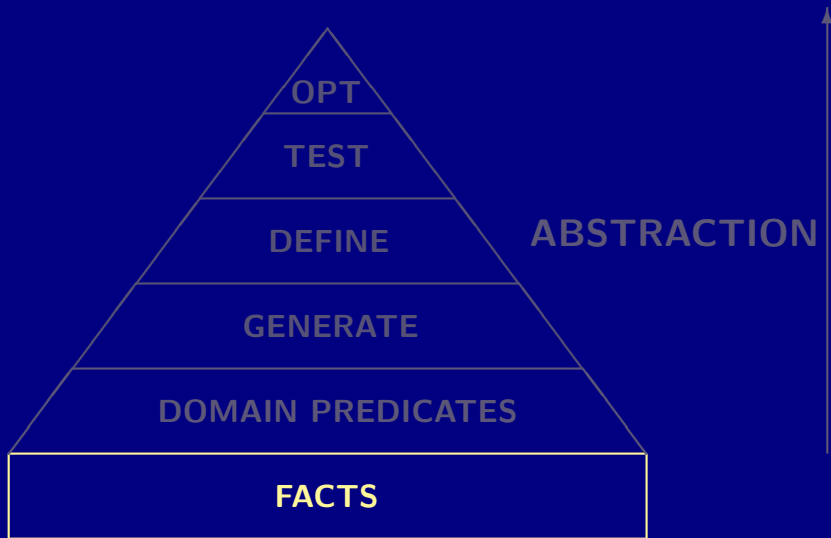 OPT
TEST
DEFINE
ABSTRACTION
GENERATE
DOMAIN PREDICATES
FACTS